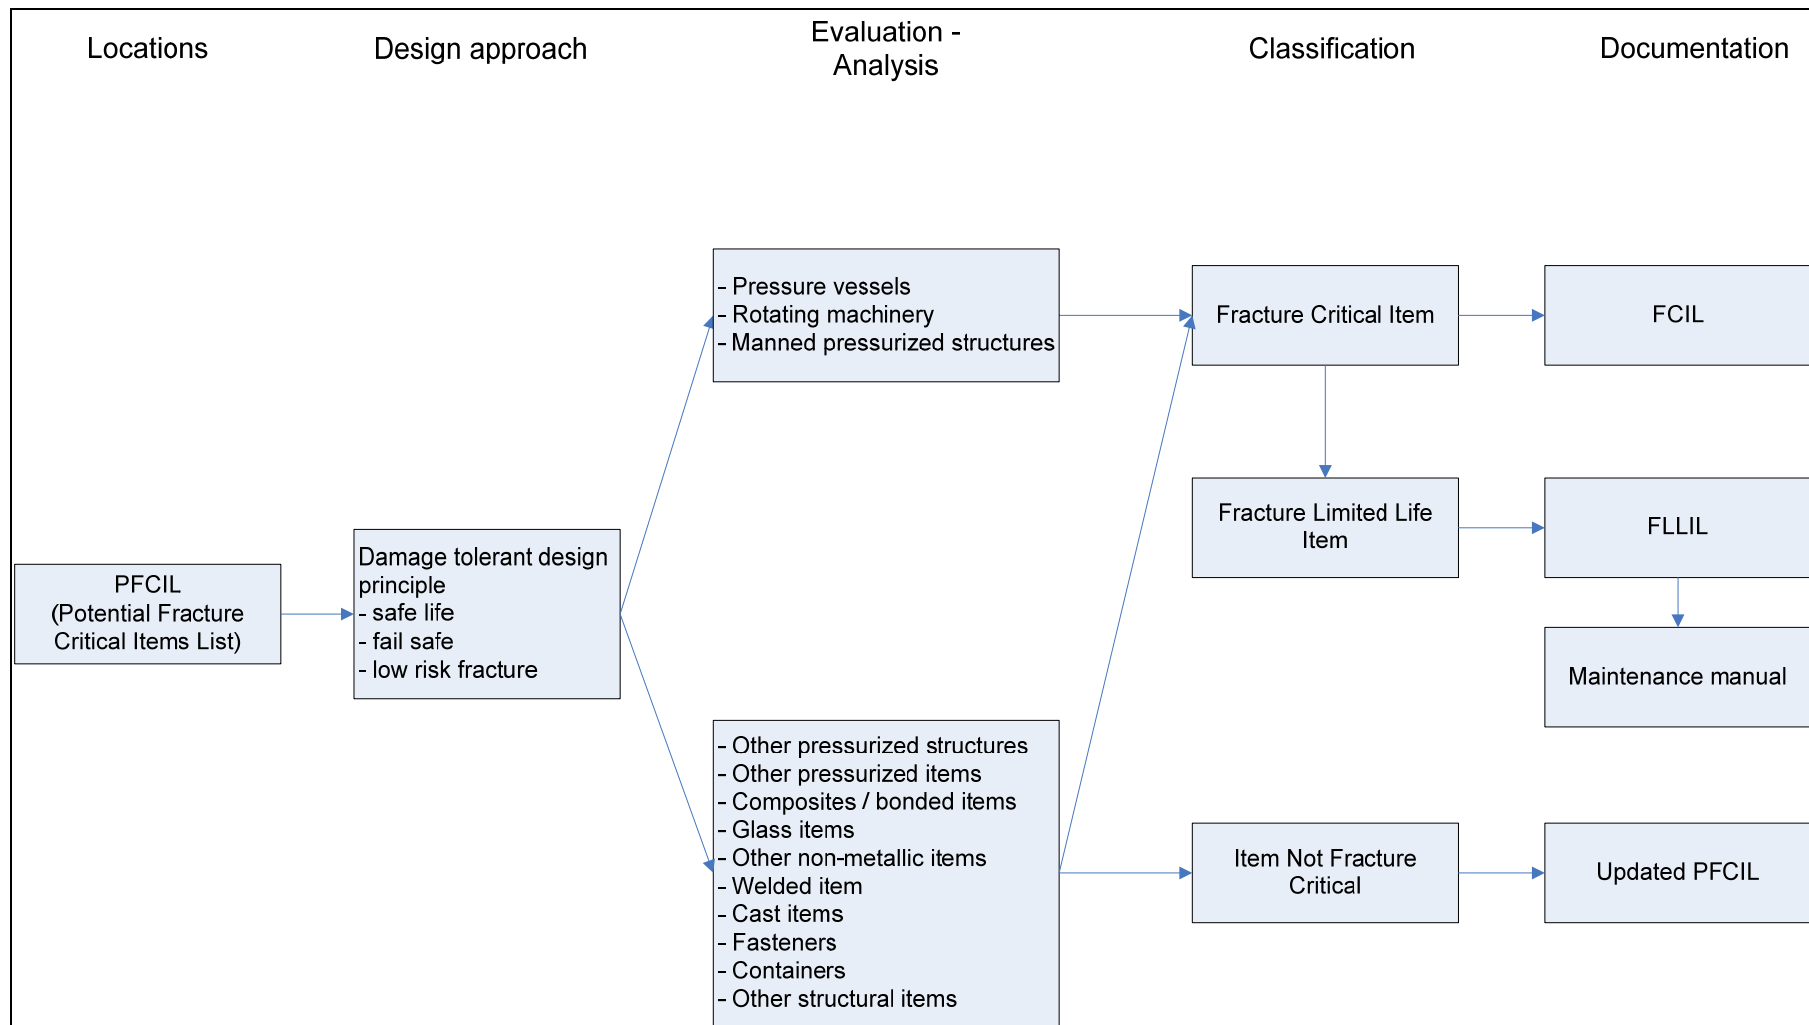 Locations
Design approach
Evaluation -
Analysis
Classification
Documentation
PFCIL
(Potential Fracture
Critical Items List)
Damage tolerant design
principle
- safe life
- fail safe
- low risk fracture
- Pressure vessels
- Rotating machinery
- Manned pressurized structures
- Other pressurized structures
- Other pressurized items
- Composites / bonded items
- Glass items
- Other non-metallic items
- Welded item
- Cast items
- Fasteners
- Containers
- Other structural items
Fracture Critical Item
Fracture Limited Life
Item
Item Not Fracture
Critical
FCIL
FLLIL
Maintenance manual
Updated PFCIL